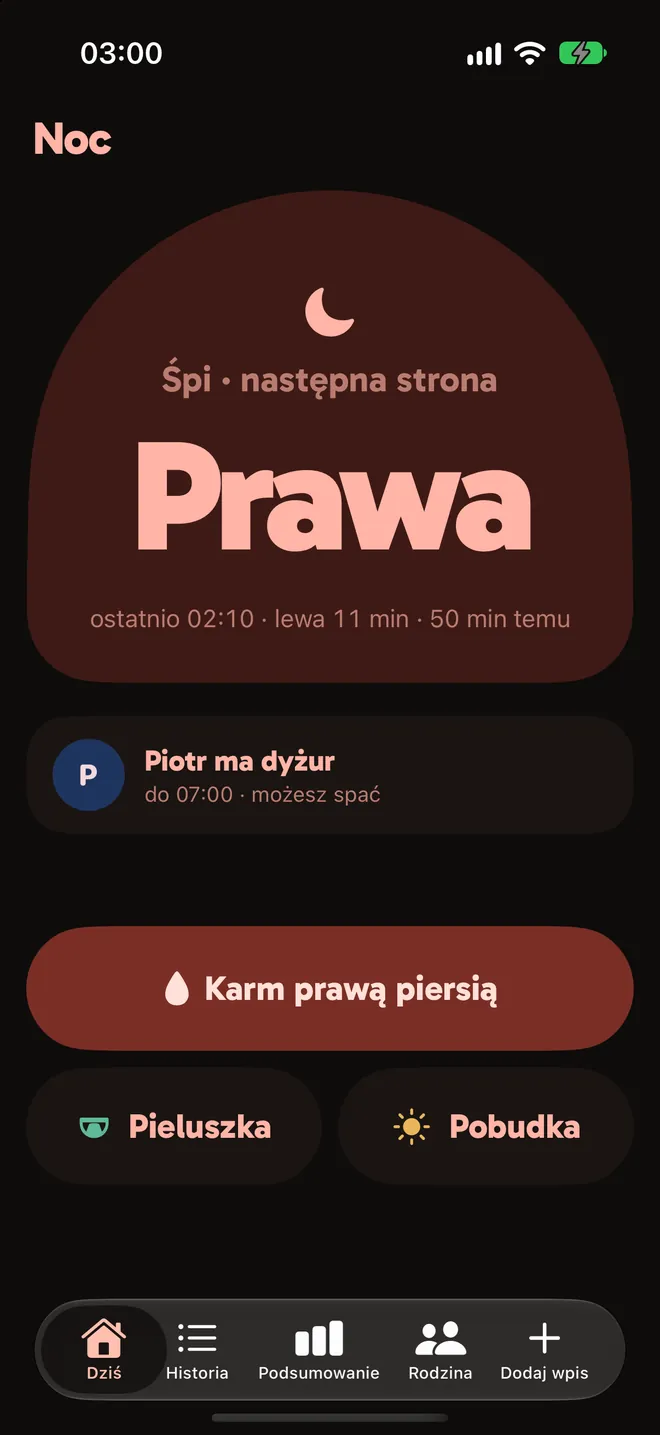 03:00
Noc
Śpi · następna strona
Prawa
ostatnio 02:10 · lewa 11 min · 50 min temu
P
Piotr ma dyżur
do 07:00 · możesz spać
Karm prawą piersią
Pieluszka
Pobudka
Dziś
Historia
Podsumowanie
Rodzina
Dodaj wpis